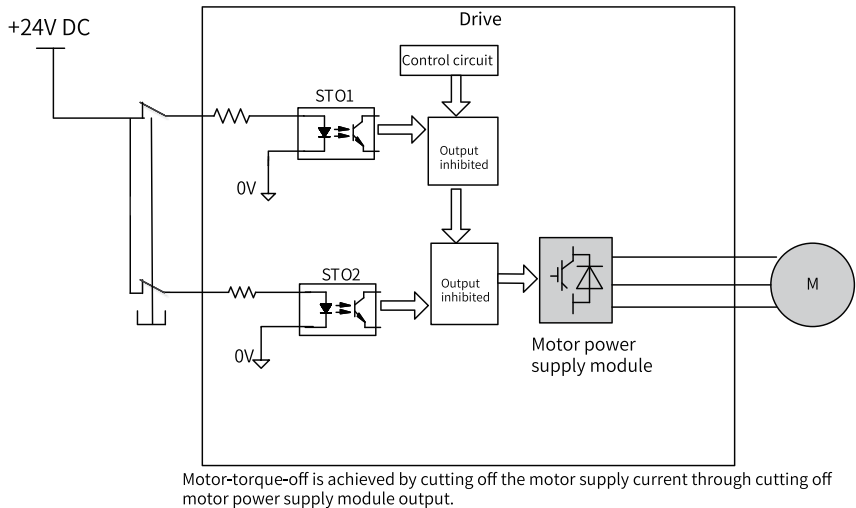 Drive
+24V DC
Control circuit
STO1
Output
inhibited
0V
STO2
Output
inhibited
M
0V
Motor power
supply module
Motor-torque-off is achieved by cutting off the motor supply current through cutting off
motor power supply module output.